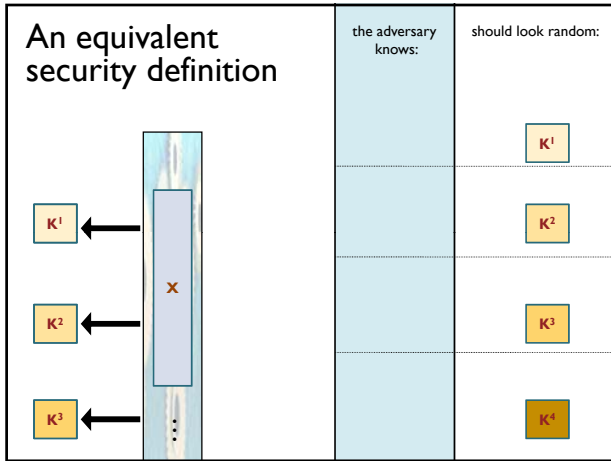 An equivalent
security definition
the adversary
knows:
should look random:
K¹
K²
K³
x
⋮
K¹
K²
K³
K⁴